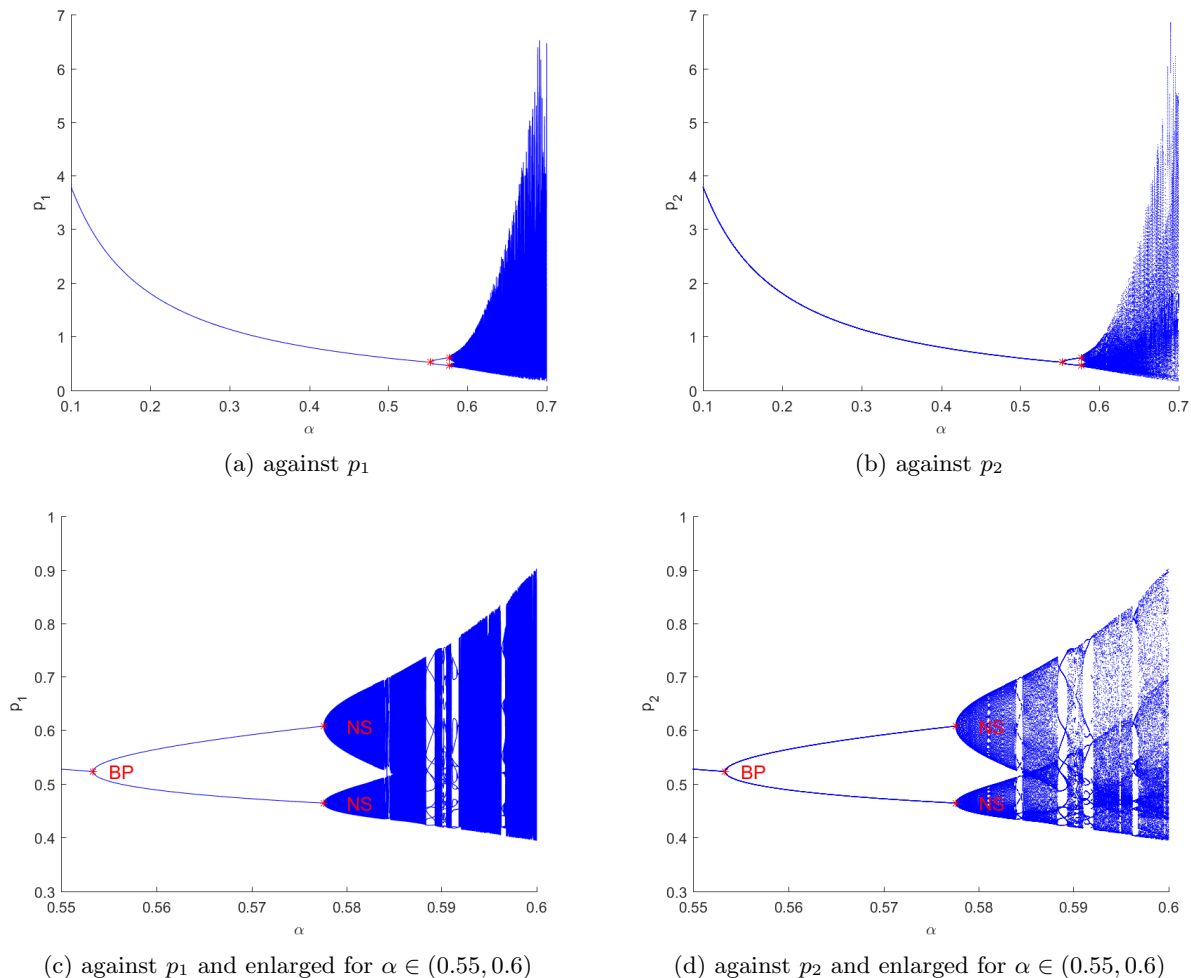 7
6
5
4
3
2
1
0
p₁
0.1 0.2 0.3 0.4 0.5 0.6 0.7
α
(a) against p₁
7
6
5
4
3
2
1
0
p₂
0.1 0.2 0.3 0.4 0.5 0.6 0.7
α
(b) against p₂
1
0.9
0.8
0.7
0.6
0.5
0.4
0.3
p₁
NS
BP
NS
0.55 0.56 0.57 0.58 0.59 0.6
α
(c) against p₁ and enlarged for α ∈ (0.55, 0.6)
1
0.9
0.8
0.7
0.6
0.5
0.4
0.3
p₂
NS
BP
NS
0.55 0.56 0.57 0.58 0.59 0.6
α
(d) against p₂ and enlarged for α ∈ (0.55, 0.6)